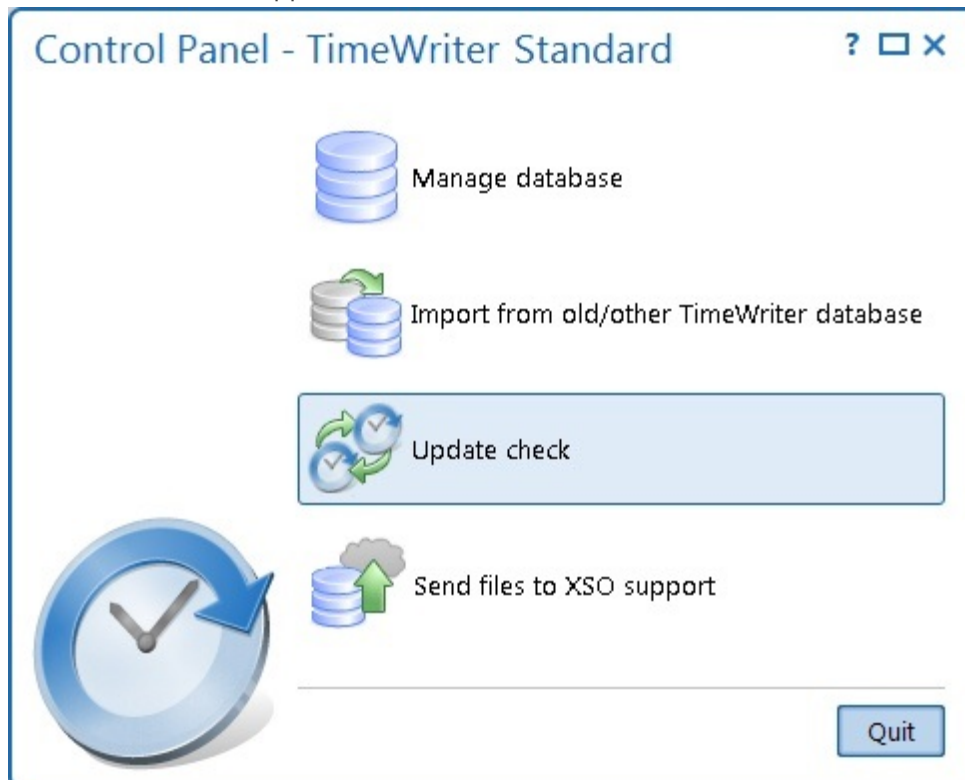 Control Panel - TimeWriter Standard ?
Manage database
Import from old/other TimeWriter database
Update check
Send files to XSO support
Quit